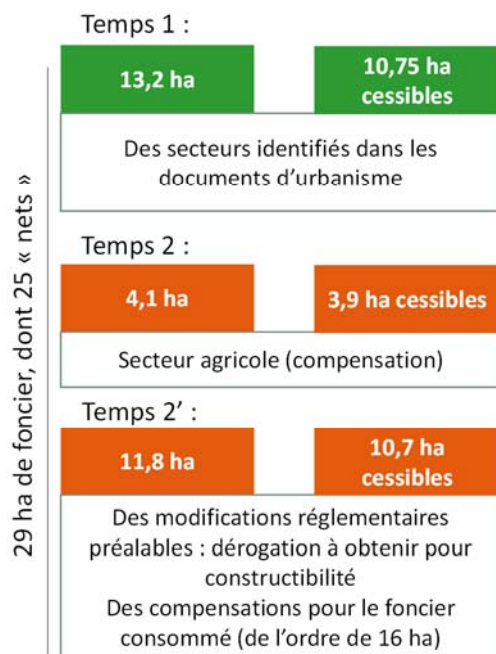 29 ha de foncier, dont 25 « nets »
Temps 1 :
13,2 ha
10,75 ha
cessibles
Des secteurs identifiés dans les
documents d’urbanisme
Temps 2 :
4,1 ha
3,9 ha cessibles
Secteur agricole (compensation)
Temps 2’ :
11,8 ha
10,7 ha
cessibles
Des modifications réglementaires
préalables : dérogation à obtenir pour
constructibilité
Des compensations pour le foncier
consommé (de l’ordre de 16 ha)